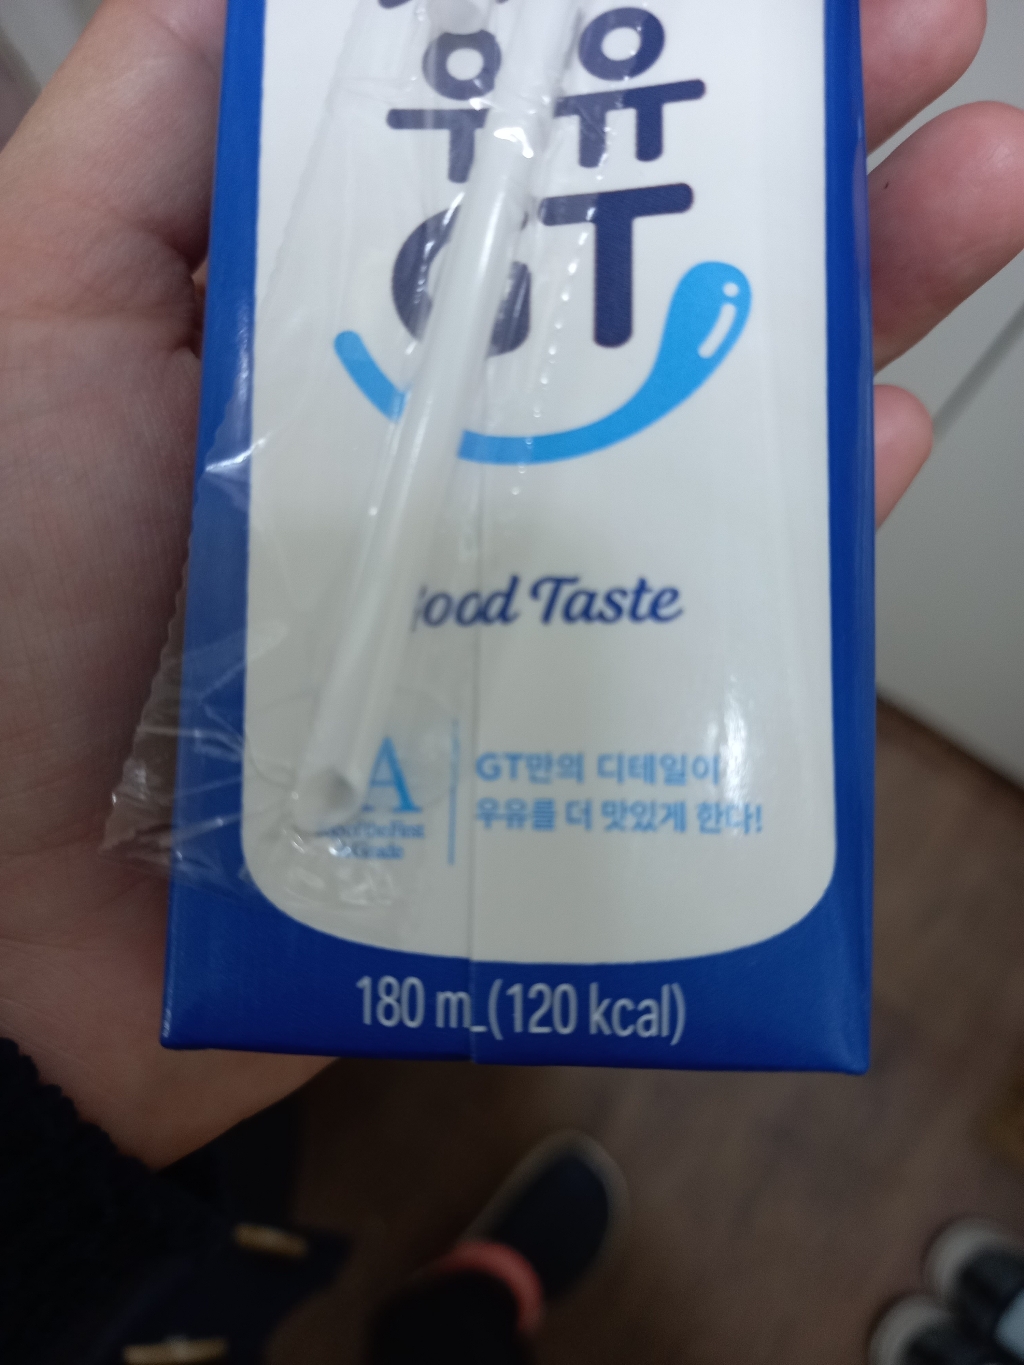 우유
GT
ood Taste
A
GT만의 디테일이
우유를 더 맛있게 한다!
Grade
180 m (120 kcal)